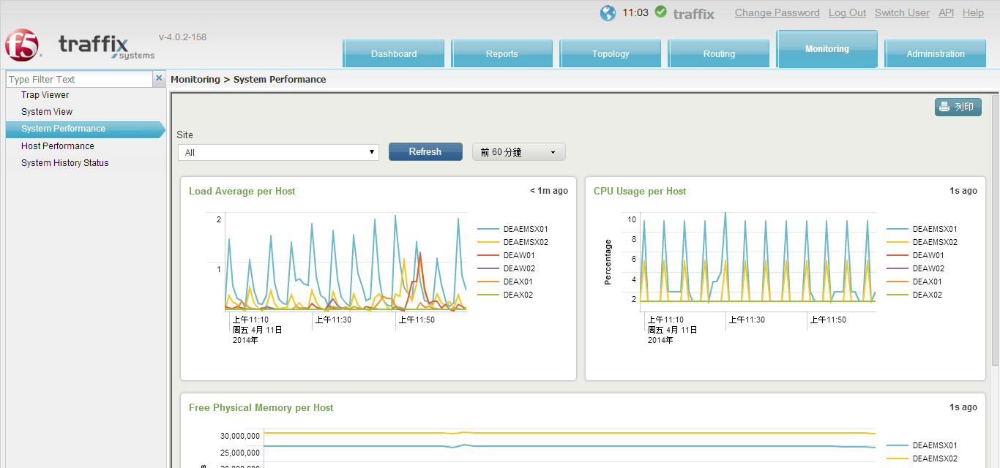 11:03 traffix Change Password Log Out Switch User API Help
f5 traffix systems v-4.0.2-158
Dashboard Reports Topology Routing Monitoring Administration
Type Filter Text
Monitoring > System Performance
Trap Viewer
System View
System Performance
Host Performance
System History Status
列印
Site
All
Refresh
前 60 分鐘
Load Average per Host
< 1m ago
2
1
上午11:10
周五 4月 11日
2014年
上午11:30
上午11:50
DEAEMSX01
DEAEMSX02
DEAW01
DEAW02
DEAX01
DEAX02
CPU Usage per Host
1s ago
Percentage
10
8
6
4
2
上午11:10
周五 4月 11日
2014年
上午11:30
上午11:50
DEAEMSX01
DEAEMSX02
DEAW01
DEAW02
DEAX01
DEAX02
Free Physical Memory per Host
1s ago
30,000,000
25,000,000
20,000,000
DEAEMSX01
DEAEMSX02